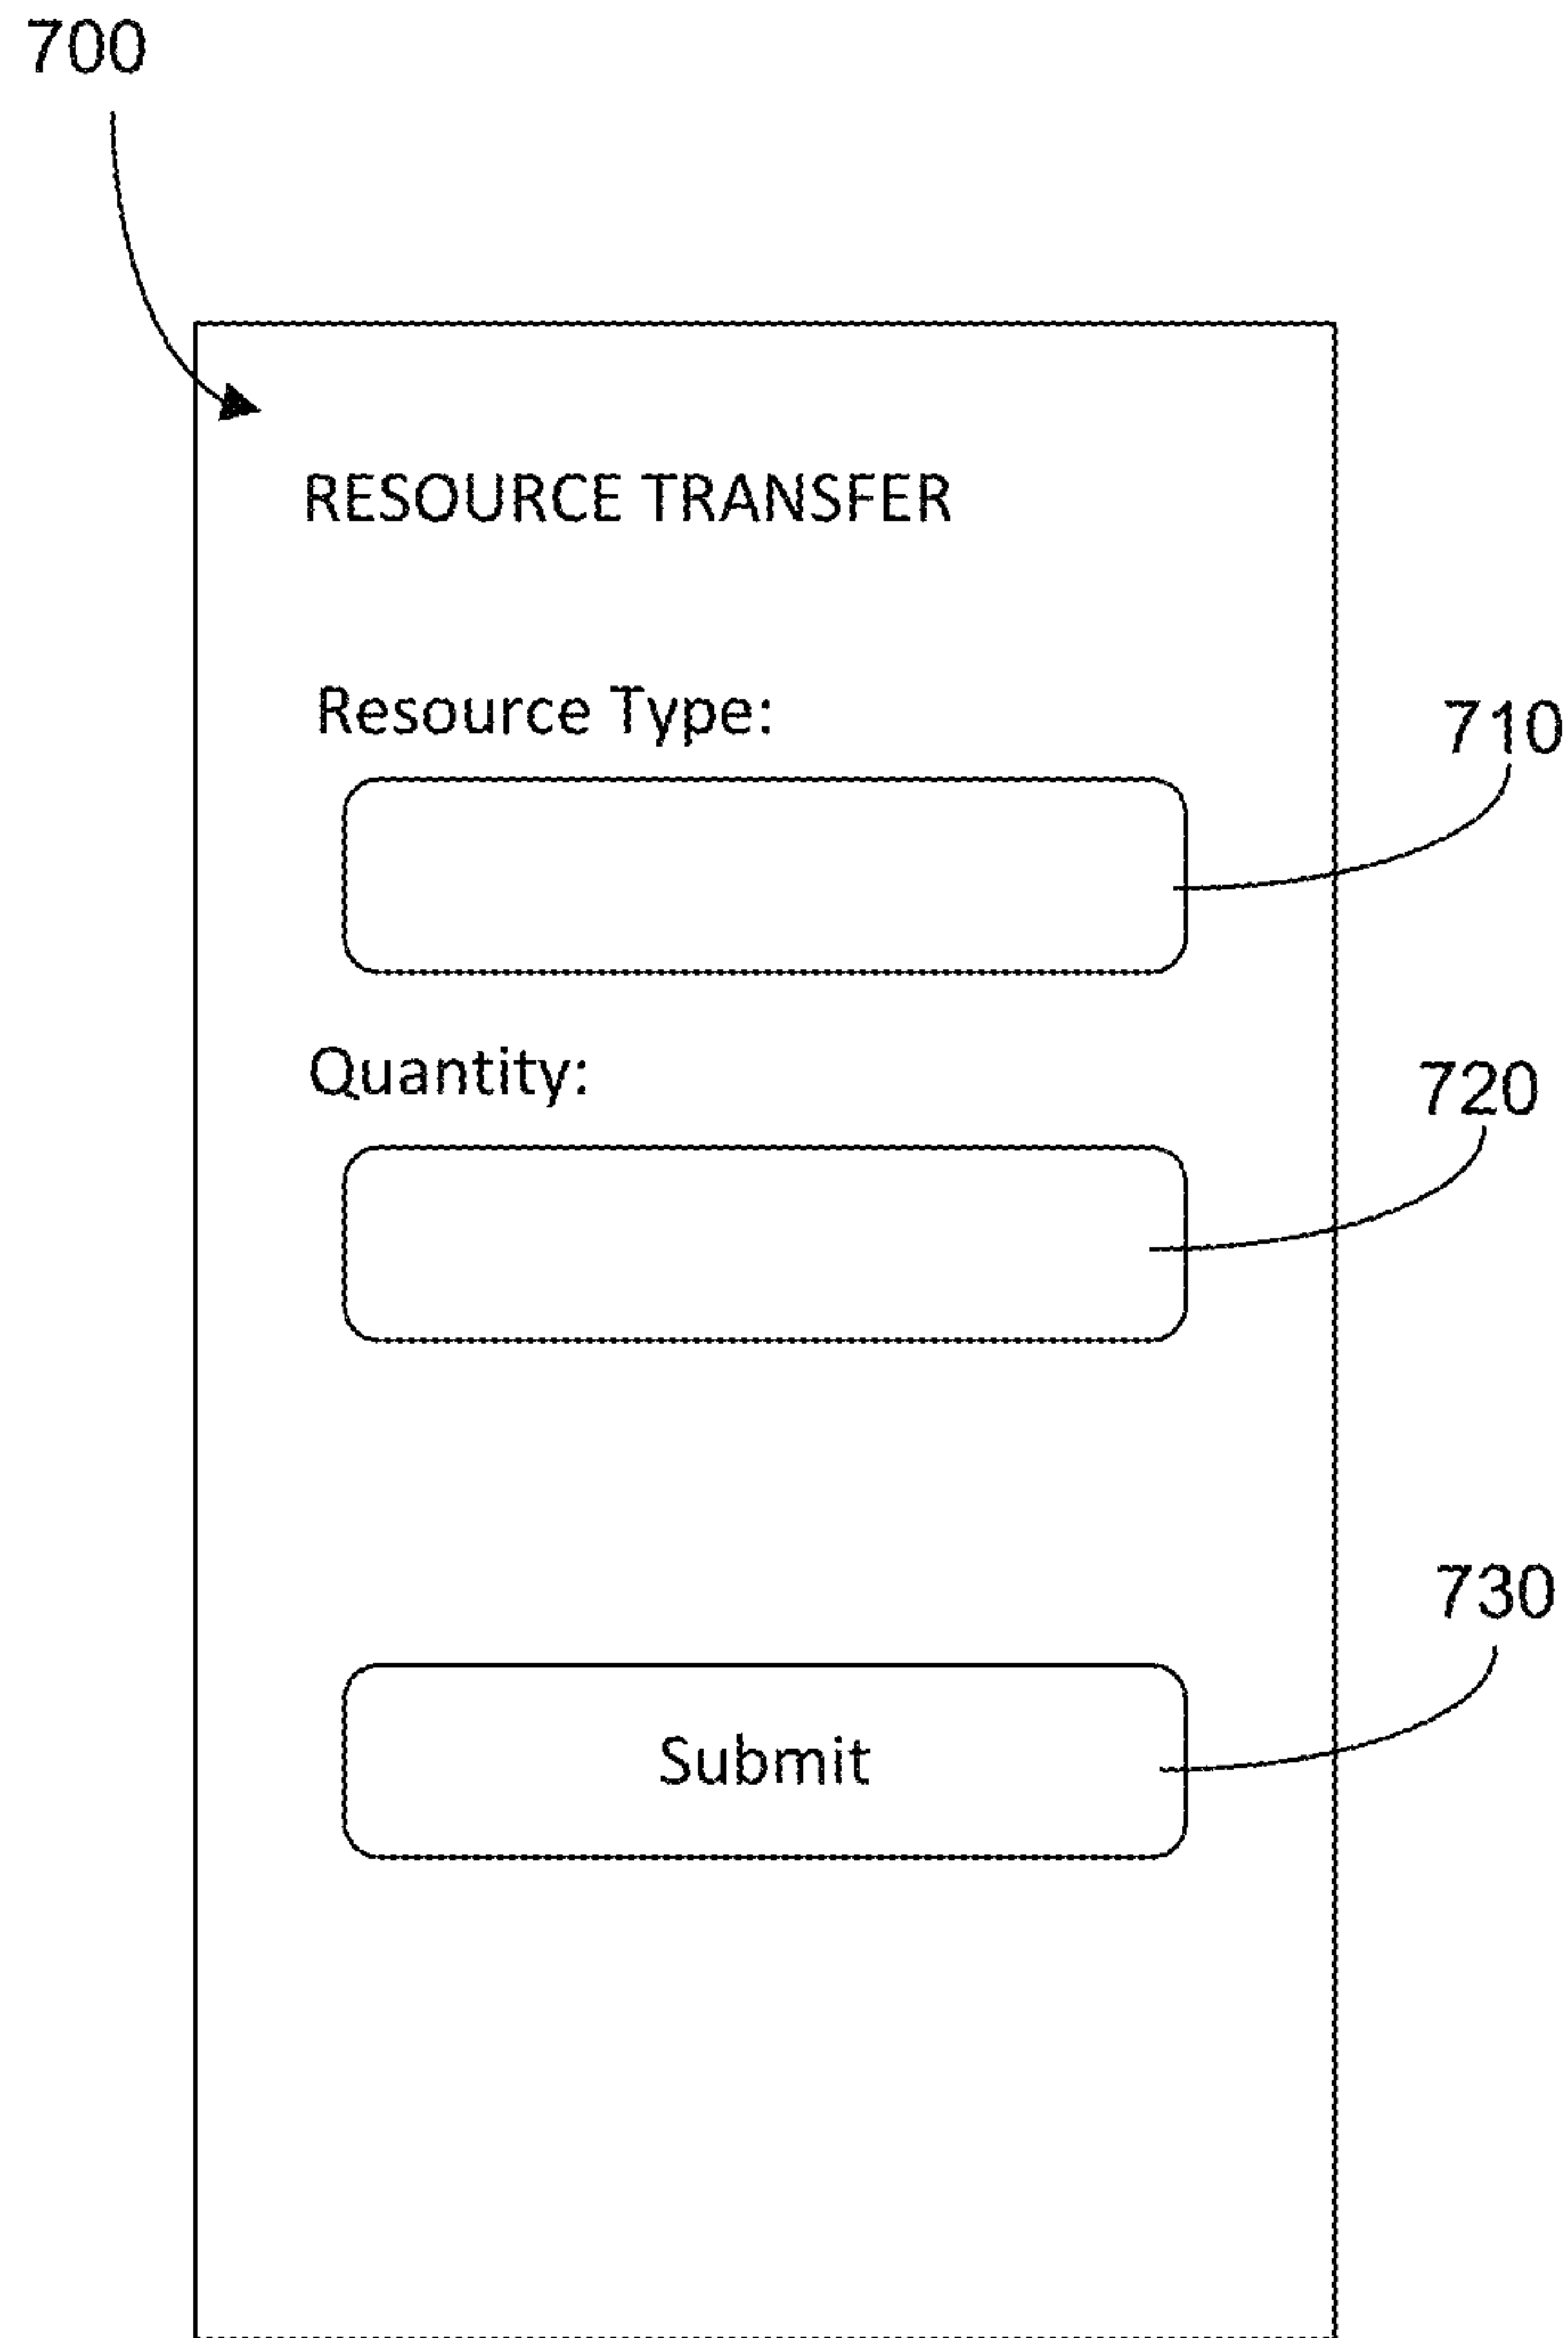 700
RESOURCE TRANSFER
Resource Type:
710
Quantity:
720
730
Submit